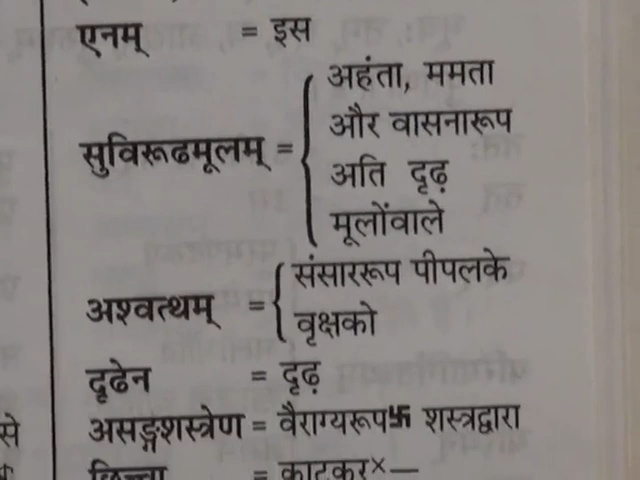 एनम् = इस
अहंता, ममता
और वासनारूप
सुविरूढमूलम् =
अति दृढ़
मूलोंवाले
संसाररूप पीपलके
अश्वत्थम् =
वृक्षको
दृढेन = दृढ़
असङ्गशस्त्रेण = वैराग्यरूप卐 शस्त्रद्वारा
से
छित्त्वा = काटकर×—